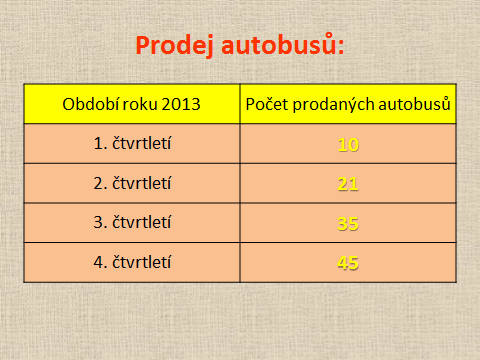 Prodej autobusů:
Období roku 2013 Počet prodaných autobusů
1. čtvrtletí 10
2. čtvrtletí 21
3. čtvrtletí 35
4. čtvrtletí 45